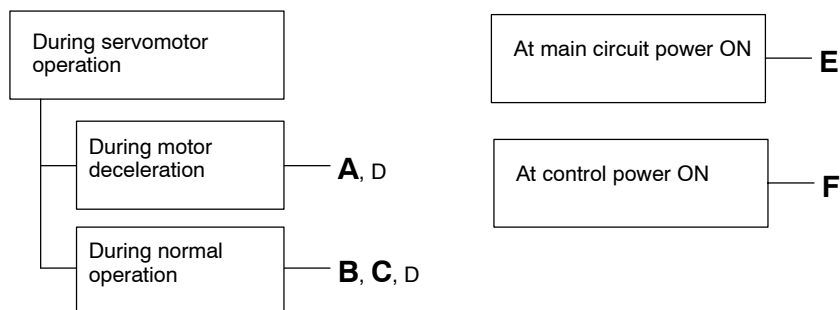 During servomotor
operation
During motor
deceleration
A, D
During normal
operation
B, C, D
At main circuit power ON
E
At control power ON
F